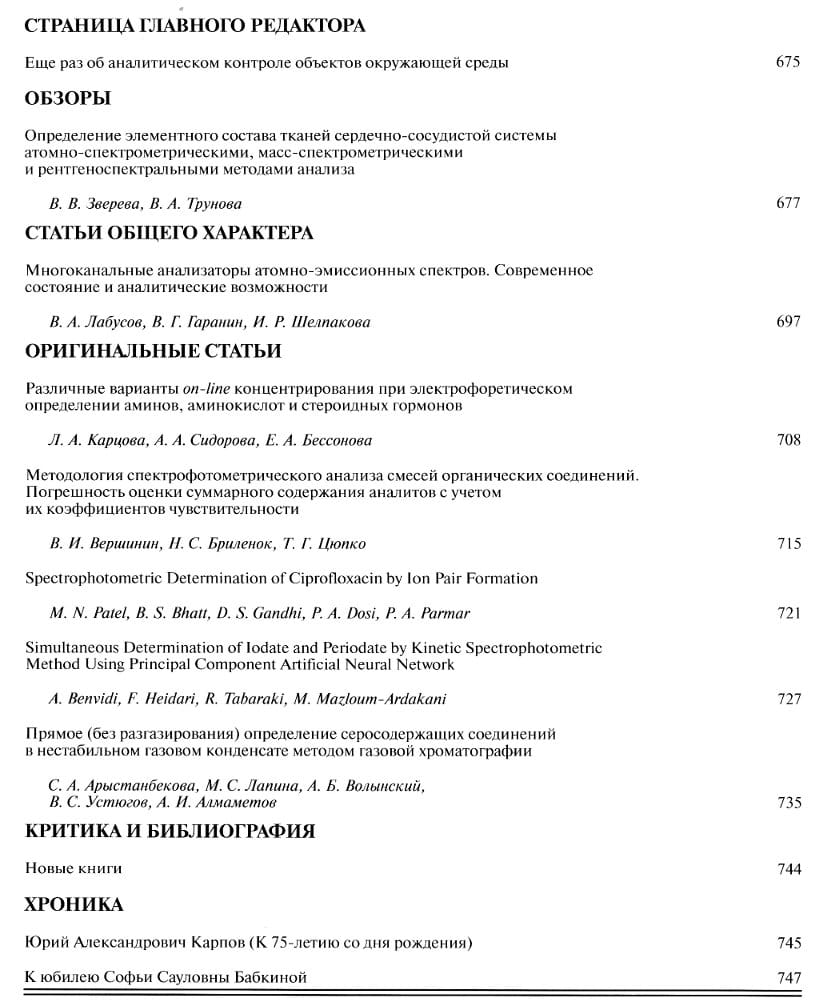 СТРАНИЦА ГЛАВНОГО РЕДАКТОРА
Еще раз об аналитическом контроле объектов окружающей среды 675
ОБЗОРЫ
Определение элементного состава тканей сердечно-сосудистой системы
атомно-спектрометрическими, масс-спектрометрическими
и рентгеноспектральными методами анализа
В. В. Зверева, В. А. Трунова 677
СТАТЬИ ОБЩЕГО ХАРАКТЕРА
Многоканальные анализаторы атомно-эмиссионных спектров. Современное
состояние и аналитические возможности
В. А. Лабусов, В. Г. Гаранин, И. Р. Шелпакова 697
ОРИГИНАЛЬНЫЕ СТАТЬИ
Различные варианты on-line концентрирования при электрофоретическом
определении аминов, аминокислот и стероидных гормонов
Л. А. Карцова, А. А. Сидорова, Е. А. Бессонова 708
Методология спектрофотометрического анализа смесей органических соединений.
Погрешность оценки суммарного содержания аналитов с учетом
их коэффициентов чувствительности
В. И. Вершинин, Н. С. Бриленок, Т. Г. Цюпко 715
Spectrophotometric Determination of Ciprofloxacin by Ion Pair Formation
M. N. Patel, B. S. Bhatt, D. S. Gandhi, P. A. Dosi, P. A. Parmar 721
Simultaneous Determination of Iodate and Periodate by Kinetic Spectrophotometric
Method Using Principal Component Artificial Neural Network
A. Benvidi, F. Heidari, R. Tabaraki, M. Mazloum-Ardakani 727
Прямое (без разгазирования) определение серосодержащих соединений
в нестабильном газовом конденсате методом газовой хроматографии
С. А. Арыстанбекова, М. С. Лапина, А. Б. Волынский,
В. С. Устюгов, А. И. Алмаметов 735
КРИТИКА И БИБЛИОГРАФИЯ
Новые книги 744
ХРОНИКА
Юрий Александрович Карпов (К 75-летию со дня рождения) 745
К юбилею Софьи Сауловны Бабкиной 747